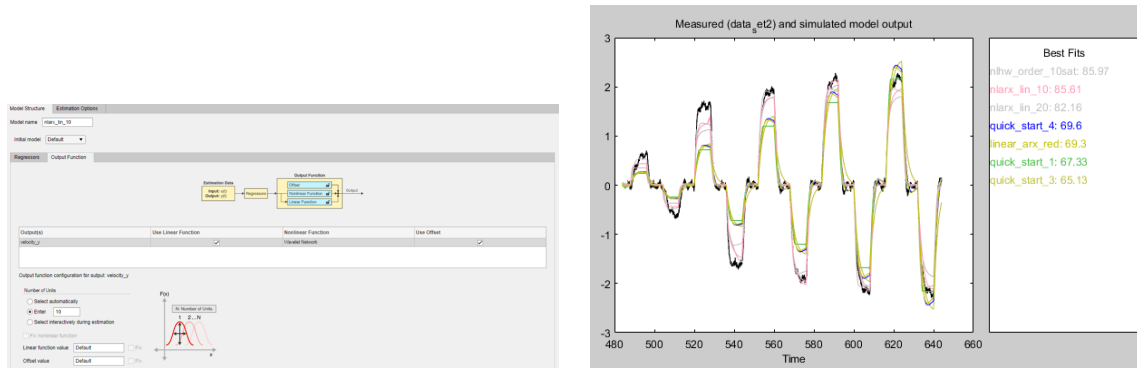 Model Structure Estimation Options
Model name nlarx_lin_10
Initial model Default
Regressors Output Function
Output Function
Estimation Data
Input: u(t)
Output: y(t)
Regressors
Offset
Nonlinear Function
Linear Function
Output
Output(s) Use Linear Function Nonlinear Function Use Offset
velocity_y Wavelet Network
Output function configuration for output: velocity_y
Number of Units
Select automatically
Enter 10
Select interactively during estimation
Fix nonlinear function
Linear function value Default Fix
Offset value Default Fix
F(x)
N: Number of Units
1 2 ... N
x
Measured (data_set2) and simulated model output
3
2
1
0
-1
-2
-3
480 500 520 540 560 580 600 620 640 660
Time
Best Fits
nlhw_order_10sat: 85.97
nlarx_lin_10: 85.61
nlarx_lin_20: 82.16
quick_start_4: 69.6
linear_arx_red: 69.3
quick_start_1: 67.33
quick_start_3: 65.13